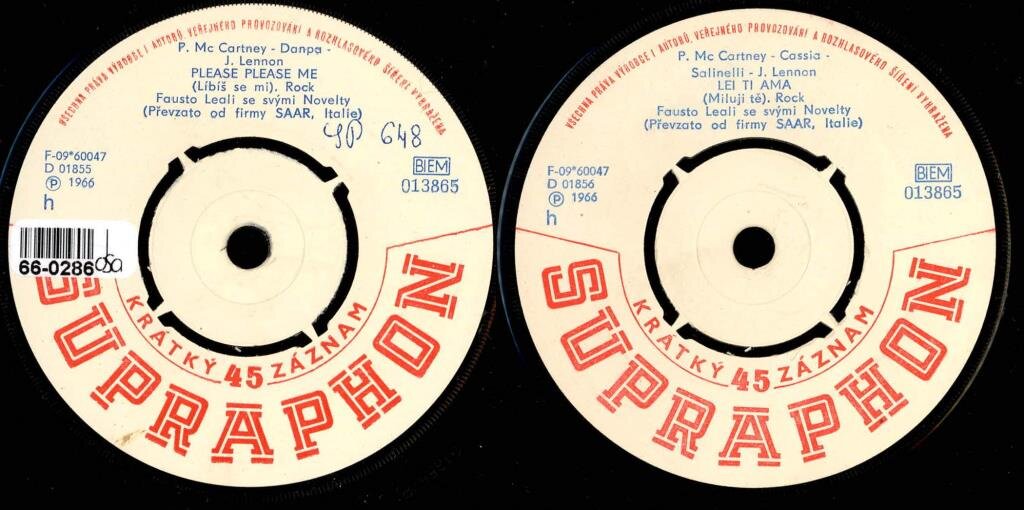 VŠECHNA PRÁVA VÝROBCE I AUTORŮ, VEŘEJNÉHO PROVOZOVÁNÍ A ROZHLASOVÉHO ŠÍŘENÍ VYHRAŽENA
P. Mc Cartney - Danpa -
J. Lennon
PLEASE PLEASE ME
(Líbíš se mi). Rock
Fausto Leali se svými Novelty
(Převzato od firmy SAAR, Italie)
SP 648
F-09*60047
D 01855
Ⓟ 1966
h
BIEM
013865
66-0286
KRÁTKÝ 45 ZÁZNAM
SUPRAPHON
VŠECHNA PRÁVA VÝROBCE I AUTORŮ, VEŘEJNÉHO PROVOZOVÁNÍ A ROZHLASOVÉHO ŠÍŘENÍ VYHRAŽENA
P. Mc Cartney - Cassia -
Salinelli - J. Lennon
LEI TI AMA
(Miluji tě). Rock
Fausto Leali se svými Novelty
(Převzato od firmy SAAR, Italie)
F-09*60047
D 01856
Ⓟ 1966
h
BIEM
013865
KRÁTKÝ 45 ZÁZNAM
SUPRAPHON